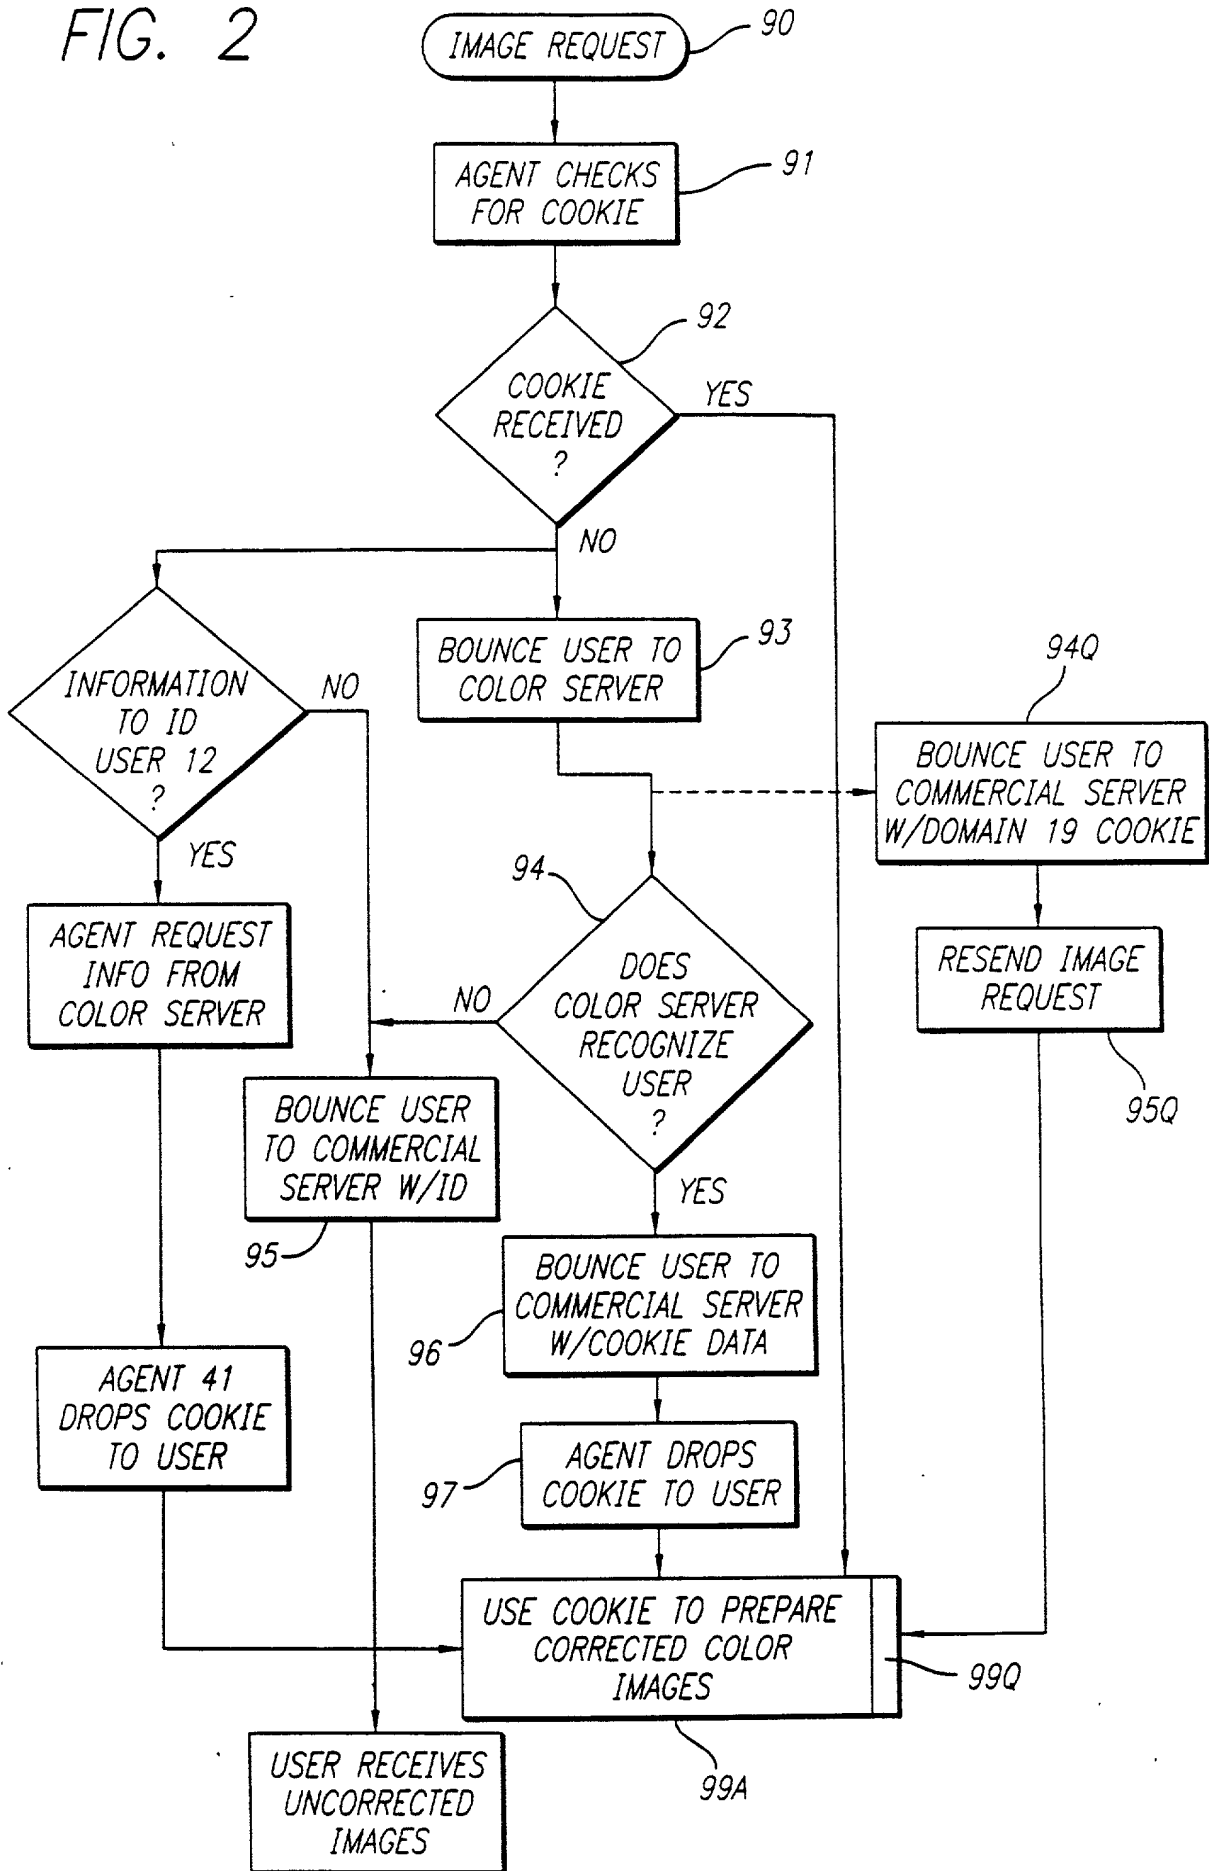 FIG. 2
IMAGE REQUEST
90
AGENT CHECKS
FOR COOKIE
91
92
COOKIE
RECEIVED
?
YES
NO
INFORMATION
TO ID
USER 12
?
NO
YES
BOUNCE USER TO
COLOR SERVER
93
94Q
BOUNCE USER TO
COMMERCIAL SERVER
W/DOMAIN 19 COOKIE
AGENT REQUEST
INFO FROM
COLOR SERVER
94
DOES
COLOR SERVER
RECOGNIZE
USER
?
NO
YES
RESEND IMAGE
REQUEST
95Q
BOUNCE USER
TO COMMERCIAL
SERVER W/ID
95
BOUNCE USER TO
COMMERCIAL SERVER
W/COOKIE DATA
96
AGENT 41
DROPS COOKIE
TO USER
AGENT DROPS
COOKIE TO USER
97
USE COOKIE TO PREPARE
CORRECTED COLOR
IMAGES
99Q
99A
USER RECEIVES
UNCORRECTED
IMAGES